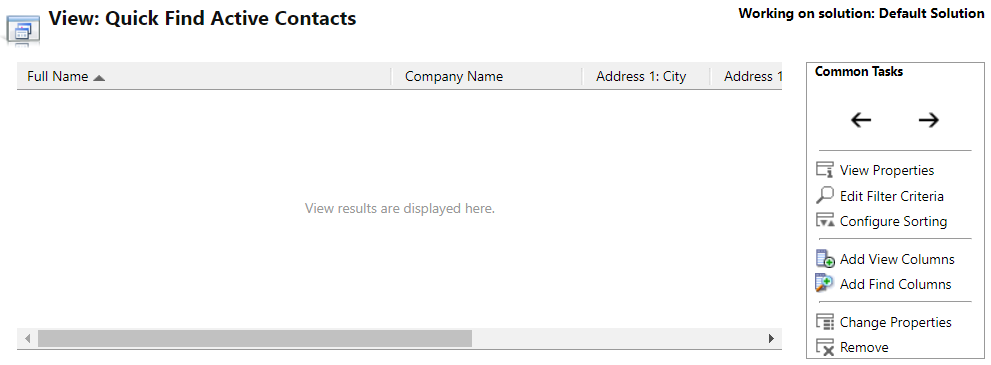 View: Quick Find Active Contacts
Working on solution: Default Solution
Full Name
Company Name
Address 1: City
Address 1
View results are displayed here.
Common Tasks
View Properties
Edit Filter Criteria
Configure Sorting
Add View Columns
Add Find Columns
Change Properties
Remove